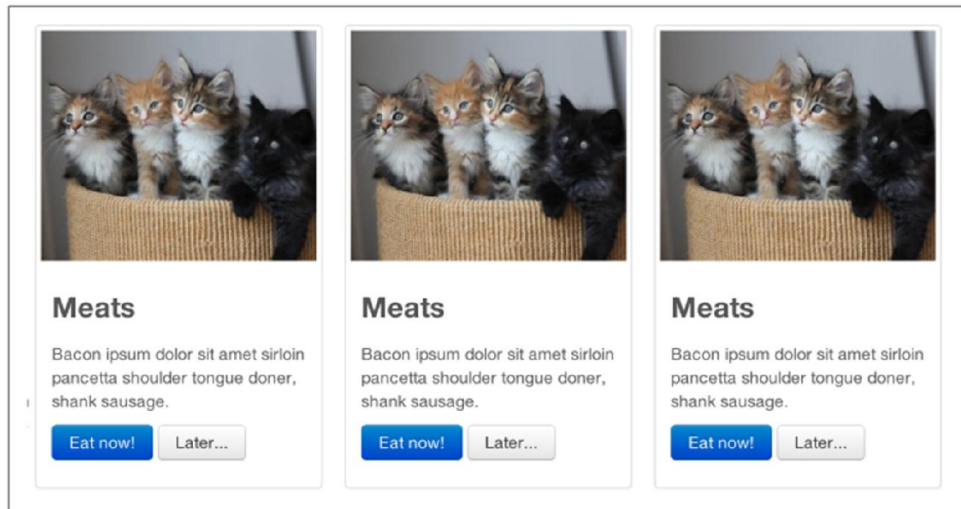 Meats
Bacon ipsum dolor sit amet sirloin
pancetta shoulder tongue doner,
shank sausage.
Eat now! Later...
Meats
Bacon ipsum dolor sit amet sirloin
pancetta shoulder tongue doner,
shank sausage.
Eat now! Later...
Meats
Bacon ipsum dolor sit amet sirloin
pancetta shoulder tongue doner,
shank sausage.
Eat now! Later...